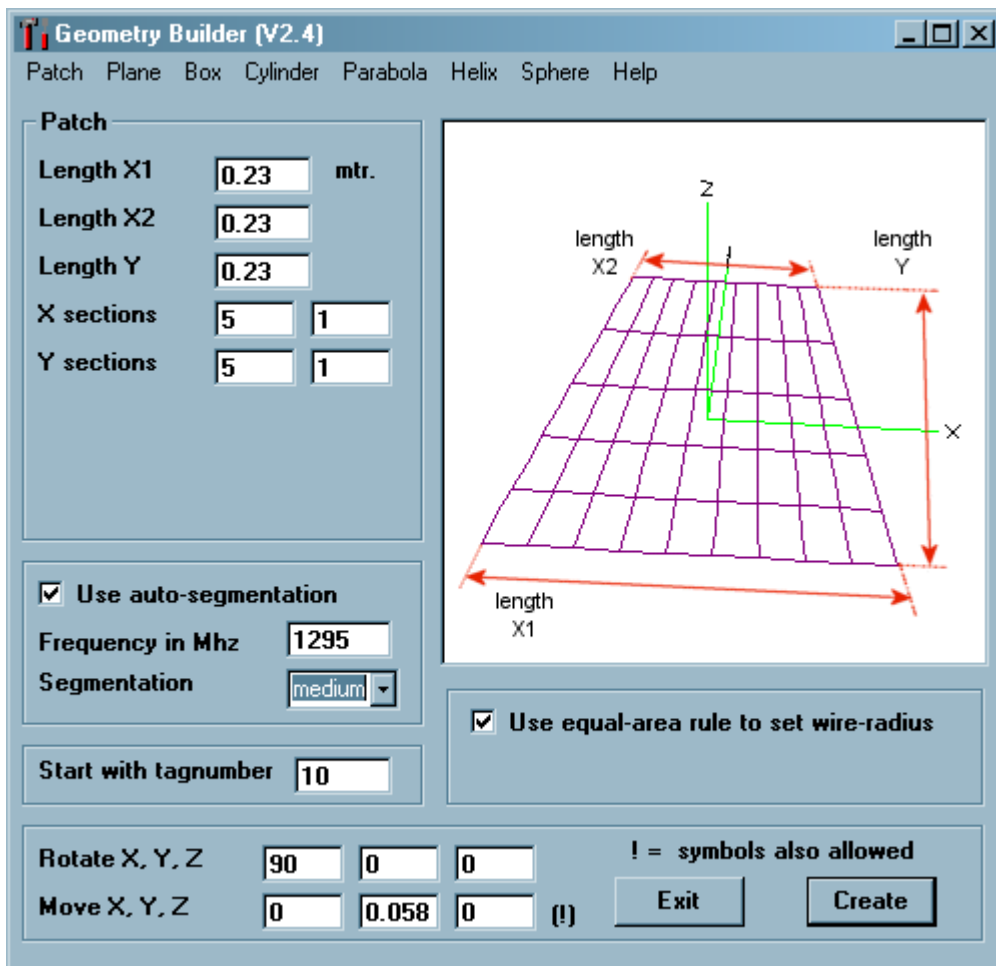 Geometry Builder (V2.4)
Patch Plane Box Cylinder Parabola Helix Sphere Help
Patch
Length X1 0.23 mtr.
Length X2 0.23
Length Y 0.23
X sections 5 1
Y sections 5 1
Z
length
X2
length
Y
X
length
X1
Use auto-segmentation
Frequency in Mhz 1295
Segmentation medium
Use equal-area rule to set wire-radius
Start with tagnumber 10
Rotate X, Y, Z 90 0 0
! = symbols also allowed
Move X, Y, Z 0 0.058 0 (!)
Exit
Create